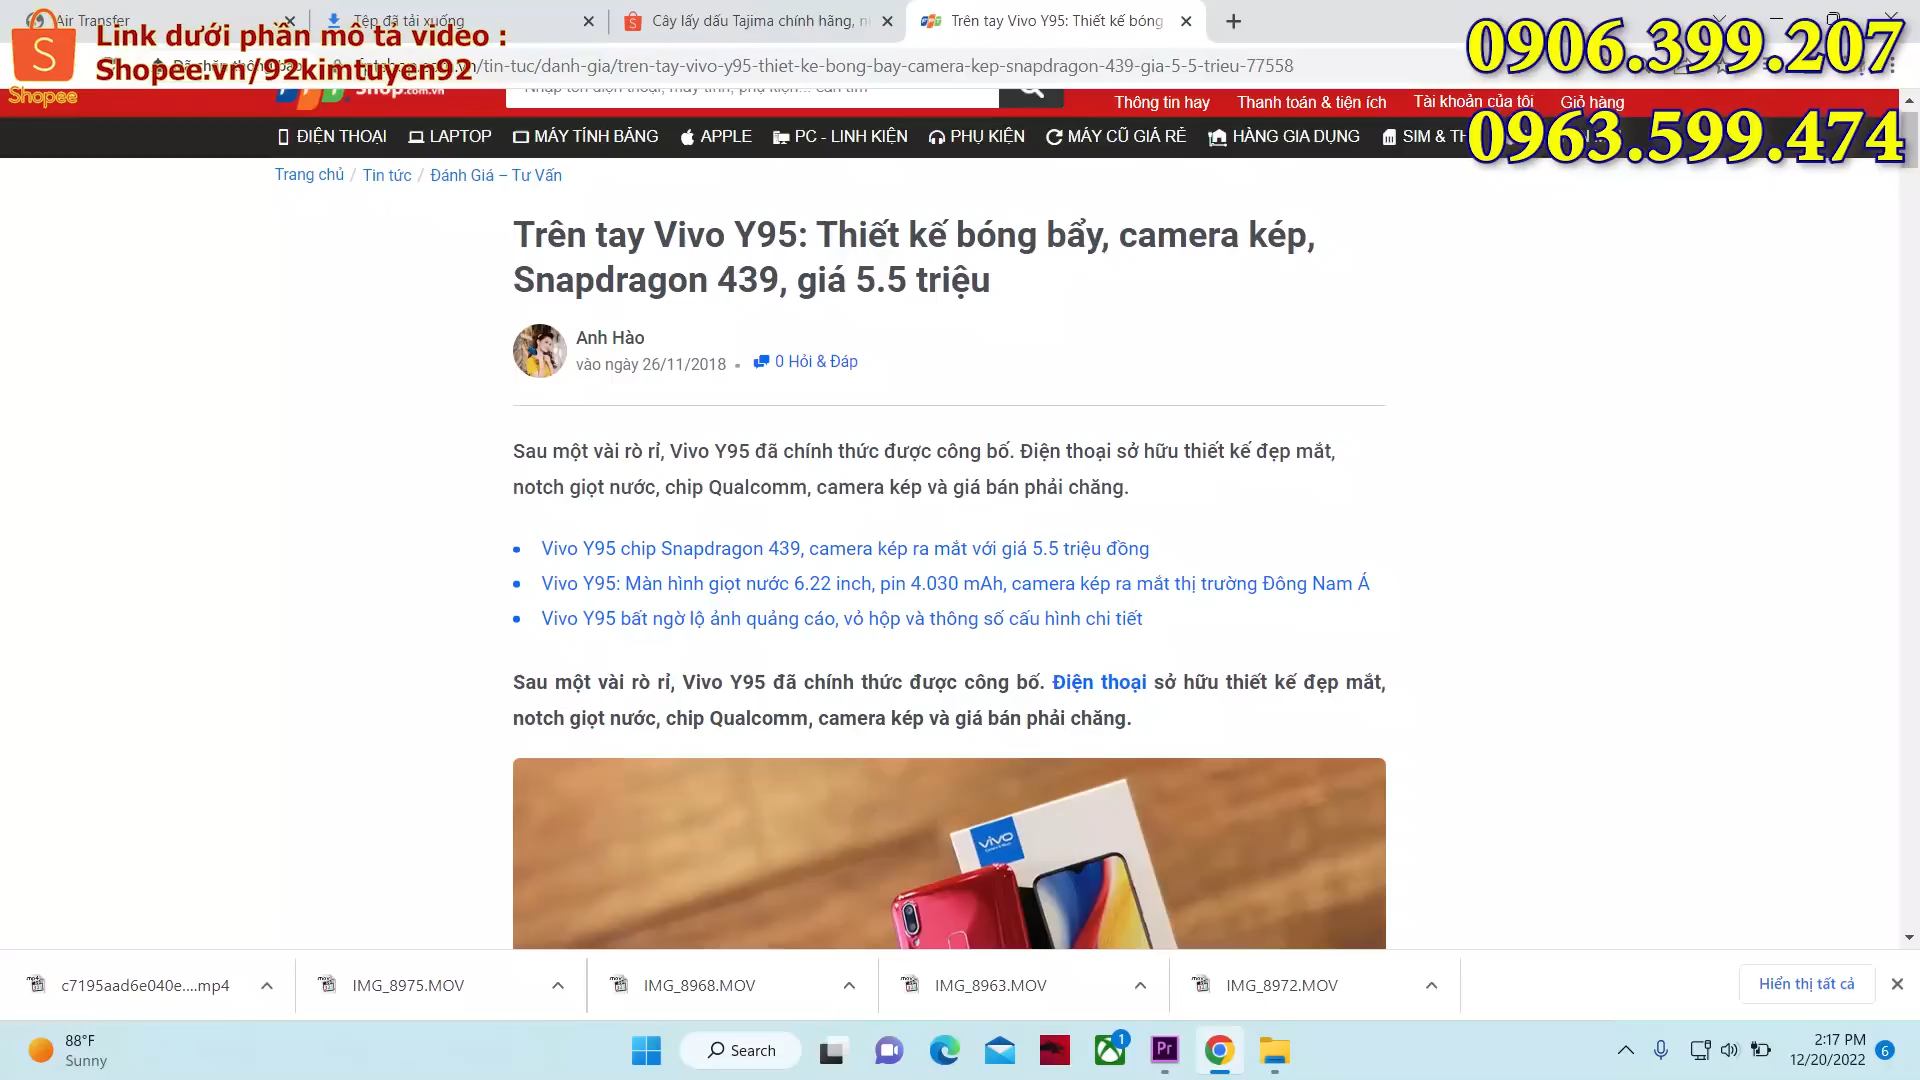 Air Transfer
Tệp đã tải xuống
Cây lấy dấu Tajima chính hãng, n
Trên tay Vivo Y95: Thiết kế bóng
Link dưới phần mô tả video :
Shopee.vn/92kimtuyen92
Shopee
vn/tin-tuc/danh-gia/tren-tay-vivo-y95-thiet-ke-bong-bay-camera-kep-snapdragon-439-gia-5-5-trieu-77558
0906.399.207
0963.599.474
Shop.com.vn
Thông tin hay
Thanh toán & tiện ích
Tài khoản của tôi
Giỏ hàng
ĐIỆN THOẠI
LAPTOP
MÁY TÍNH BẢNG
APPLE
PC - LINH KIỆN
PHỤ KIỆN
MÁY CŨ GIÁ RẺ
HÀNG GIA DỤNG
SIM & TH
Trang chủ / Tin tức / Đánh Giá – Tư Vấn
Trên tay Vivo Y95: Thiết kế bóng bẩy, camera kép,
Snapdragon 439, giá 5.5 triệu
Anh Hào
vào ngày 26/11/2018
0 Hỏi & Đáp
Sau một vài rò rỉ, Vivo Y95 đã chính thức được công bố. Điện thoại sở hữu thiết kế đẹp mắt,
notch giọt nước, chip Qualcomm, camera kép và giá bán phải chăng.
Vivo Y95 chip Snapdragon 439, camera kép ra mắt với giá 5.5 triệu đồng
Vivo Y95: Màn hình giọt nước 6.22 inch, pin 4.030 mAh, camera kép ra mắt thị trường Đông Nam Á
Vivo Y95 bất ngờ lộ ảnh quảng cáo, vỏ hộp và thông số cấu hình chi tiết
Sau một vài rò rỉ, Vivo Y95 đã chính thức được công bố. Điện thoại sở hữu thiết kế đẹp mắt,
notch giọt nước, chip Qualcomm, camera kép và giá bán phải chăng.
vivo
c7195aad6e040e....mp4
IMG_8975.MOV
IMG_8968.MOV
IMG_8963.MOV
IMG_8972.MOV
Hiển thị tất cả
88°F
Sunny
Search
1
Pr
2:17 PM
12/20/2022
6